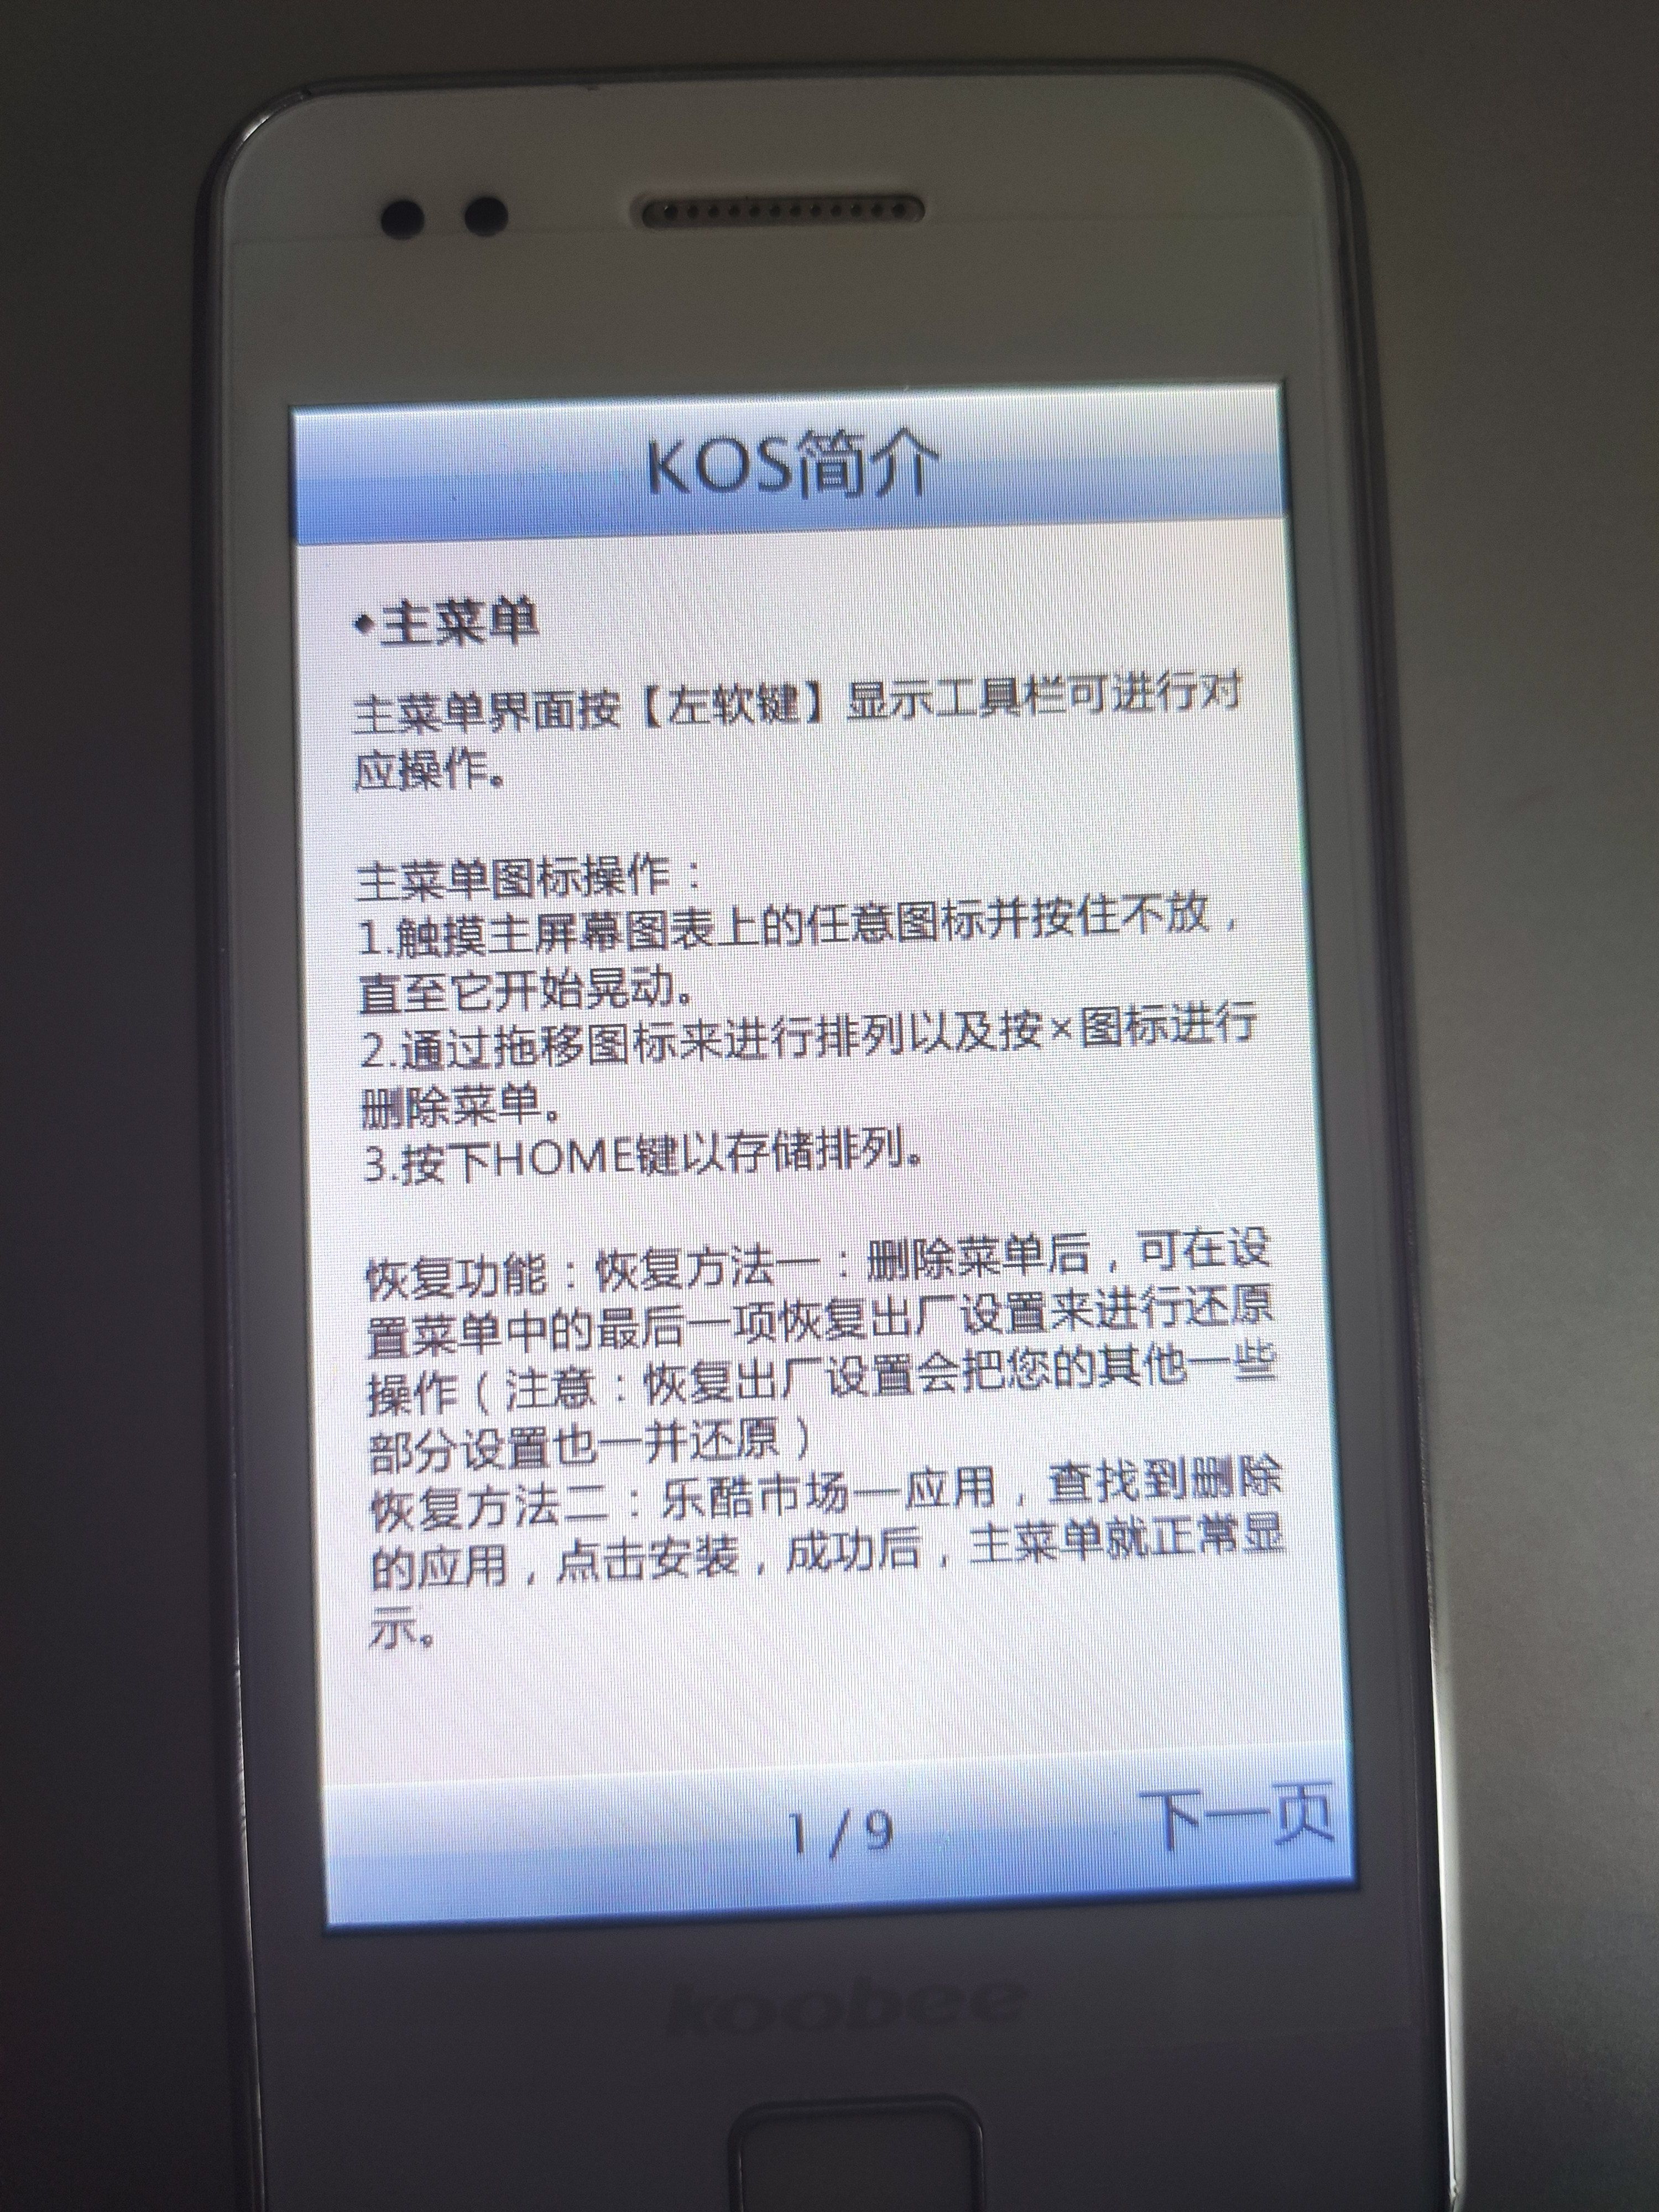 KOS简介
•主菜单
主菜单界面按【左软键】显示工具栏可进行对
应操作。
主菜单图标操作：
1.触摸主屏幕图表上的任意图标并按住不放，
直至它开始晃动。
2.通过拖移图标来进行排列以及按×图标进行
删除菜单。
3.按下HOME键以存储排列。
恢复功能：恢复方法一：删除菜单后，可在设
置菜单中的最后一项恢复出厂设置来进行还原
操作（注意：恢复出厂设置会把您的其他一些
部分设置也一并还原）
恢复方法二：乐酷市场—应用，查找到删除
的应用，点击安装，成功后，主菜单就正常显
示。
1/9
下一页
koobee